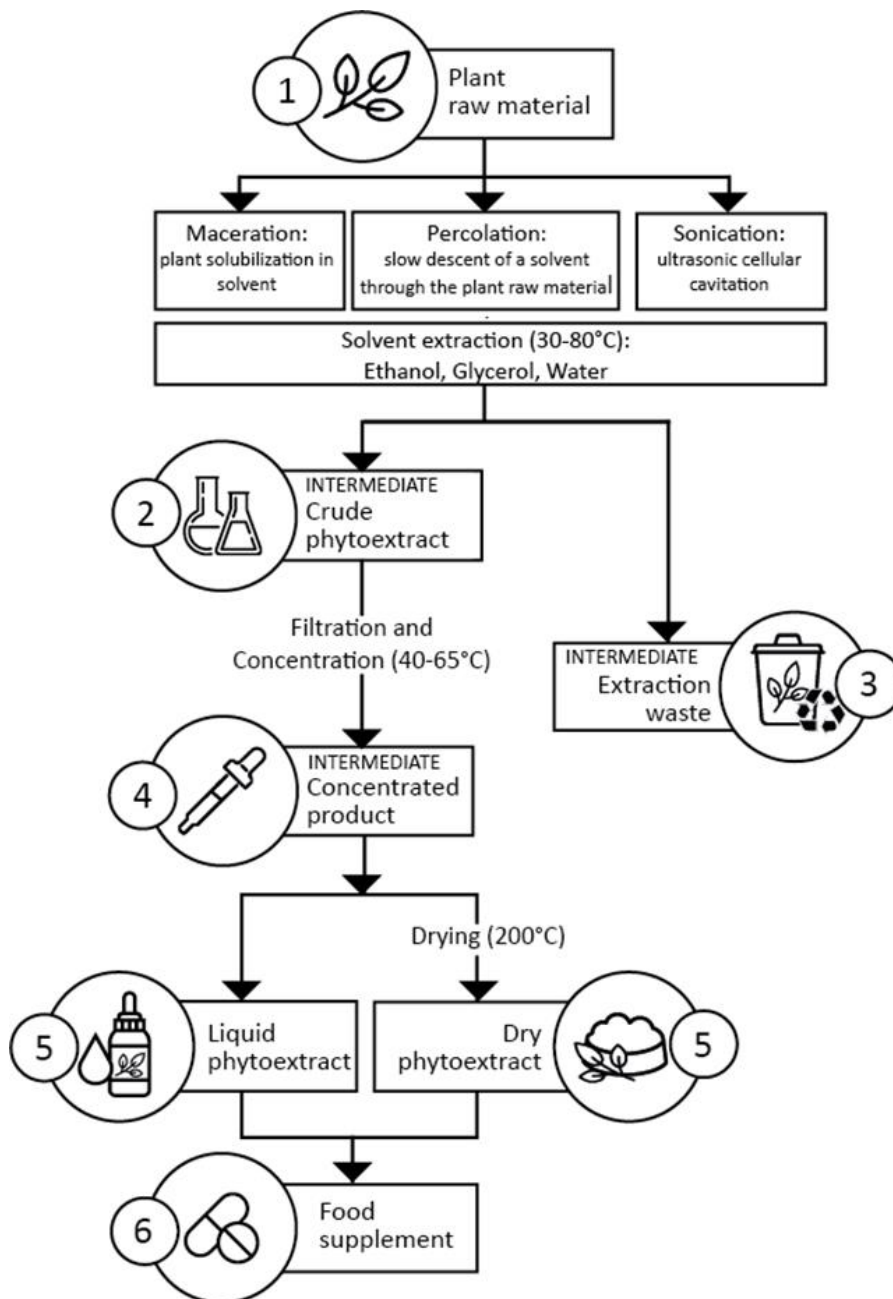 1
Plant
raw material
Maceration:
plant solubilization in
solvent
Percolation:
slow descent of a solvent
through the plant raw material
Sonication:
ultrasonic cellular
cavitation
Solvent extraction (30-80°C):
Ethanol, Glycerol, Water
2
INTERMEDIATE
Crude
phytoextract
Filtration and
Concentration (40-65°C)
INTERMEDIATE
Extraction
waste
3
4
INTERMEDIATE
Concentrated
product
Drying (200°C)
5
Liquid
phytoextract
Dry
phytoextract
5
6
Food
supplement